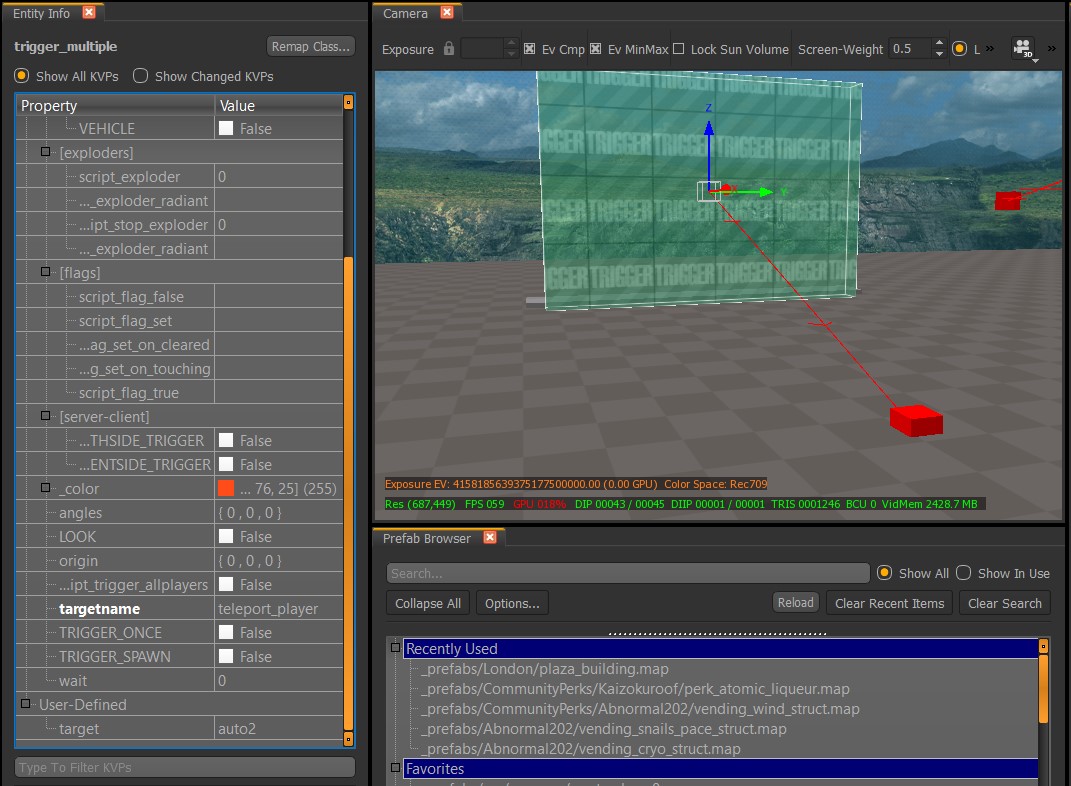 Entity Info
trigger_multiple
Remap Class...
Show All KVPs
Show Changed KVPs
Property Value
VEHICLE False
[exploders]
script_exploder 0
..._exploder_radiant
...ipt_stop_exploder 0
..._exploder_radiant
[flags]
script_flag_false
script_flag_set
...ag_set_on_cleared
...g_set_on_touching
script_flag_true
[server-client]
...THSIDE_TRIGGER False
...ENTSIDE_TRIGGER False
_color ... 76, 25] (255)
angles { 0 , 0 , 0 }
LOOK False
origin { 0 , 0 , 0 }
...ipt_trigger_allplayers False
targetname teleport_player
TRIGGER_ONCE False
TRIGGER_SPAWN False
wait 0
User-Defined
target auto2
Type To Filter KVPs
Camera
Exposure Ev Cmp Ev MinMax Lock Sun Volume Screen-Weight 0.5 L » 3D »
Z
X
Y
GGERTRIGGERTRIGGERTRIGGERTRIGGER
GGERTRIGGERTRIGGERTRIGGERTRIGGER
GGERTRIGGERTRIGGERTRIGGERTRIGGER
GGERTRIGGERTRIGGERTRIGGERTRIGGER
Exposure EV: 4158185639375177500000.00 (0.00 GPU) Color Space: Rec709
Res (687,449) FPS 059 GPU 018% DIP 00043 / 00045 DIIP 00001 / 00001 TRIS 0001246 BCU 0 VidMem 2428.7 MB
Prefab Browser
Search...
Show All
Show In Use
Collapse All
Options...
Reload
Clear Recent Items
Clear Search
Recently Used
_prefabs/London/plaza_building.map
_prefabs/CommunityPerks/Kaizokuroof/perk_atomic_liqueur.map
_prefabs/CommunityPerks/Abnormal202/vending_wind_struct.map
_prefabs/Abnormal202/vending_snails_pace_struct.map
_prefabs/Abnormal202/vending_cryo_struct.map
Favorites